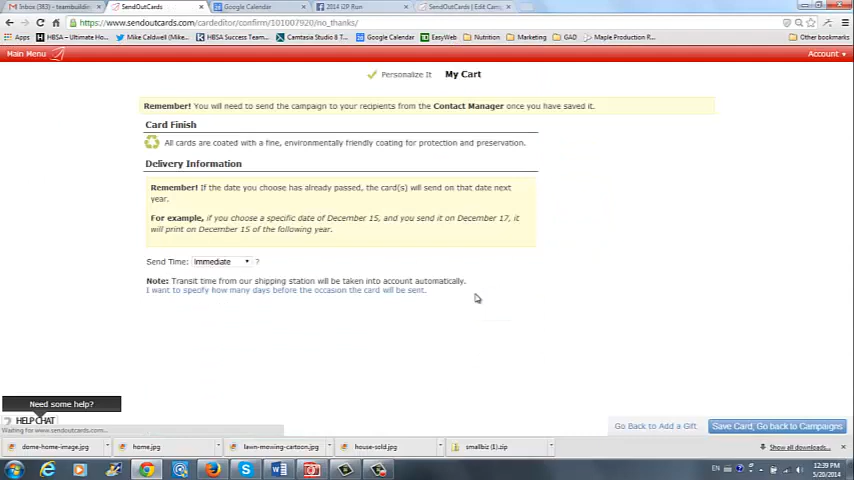 Inbox (383) - teambuildin
SendOutCards
Google Calendar
2014 I2P Run
SendOutCards | Edit Cam
https://www.sendoutcards.com/cardeditor/confirm/101007920/no_thanks/
Apps
HBSA – Ultimate Ho...
Mike Caldwell (Mikel...
HBSA Success Team...
Camtasia Studio 8 T...
Google Calendar
EasyWeb
Nutrition
Marketing
GAD
Maple Production R...
Other bookmarks
Main Menu
Account
Personalize It
My Cart
Remember! You will need to send the campaign to your recipients from the Contact Manager once you have saved it.
Card Finish
All cards are coated with a fine, environmentally friendly coating for protection and preservation.
Delivery Information
Remember! If the date you choose has already passed, the card(s) will send on that date next
year.
For example, if you choose a specific date of December 15, and you send it on December 17, it
will print on December 15 of the following year.
Send Time: Immediate ?
Note: Transit time from our shipping station will be taken into account automatically.
I want to specify how many days before the occasion the card will be sent.
Need some help?
HELP CHAT
Waiting for www.sendoutcards.com...
Go Back to Add a Gift
Save Card, Go back to Campaigns
dome-home-image.jpg
home.jpg
lawn-mowing-cartoon.jpg
house-sold.jpg
smallbiz (1).zip
Show all downloads...
EN
12:39 PM
5/20/2014